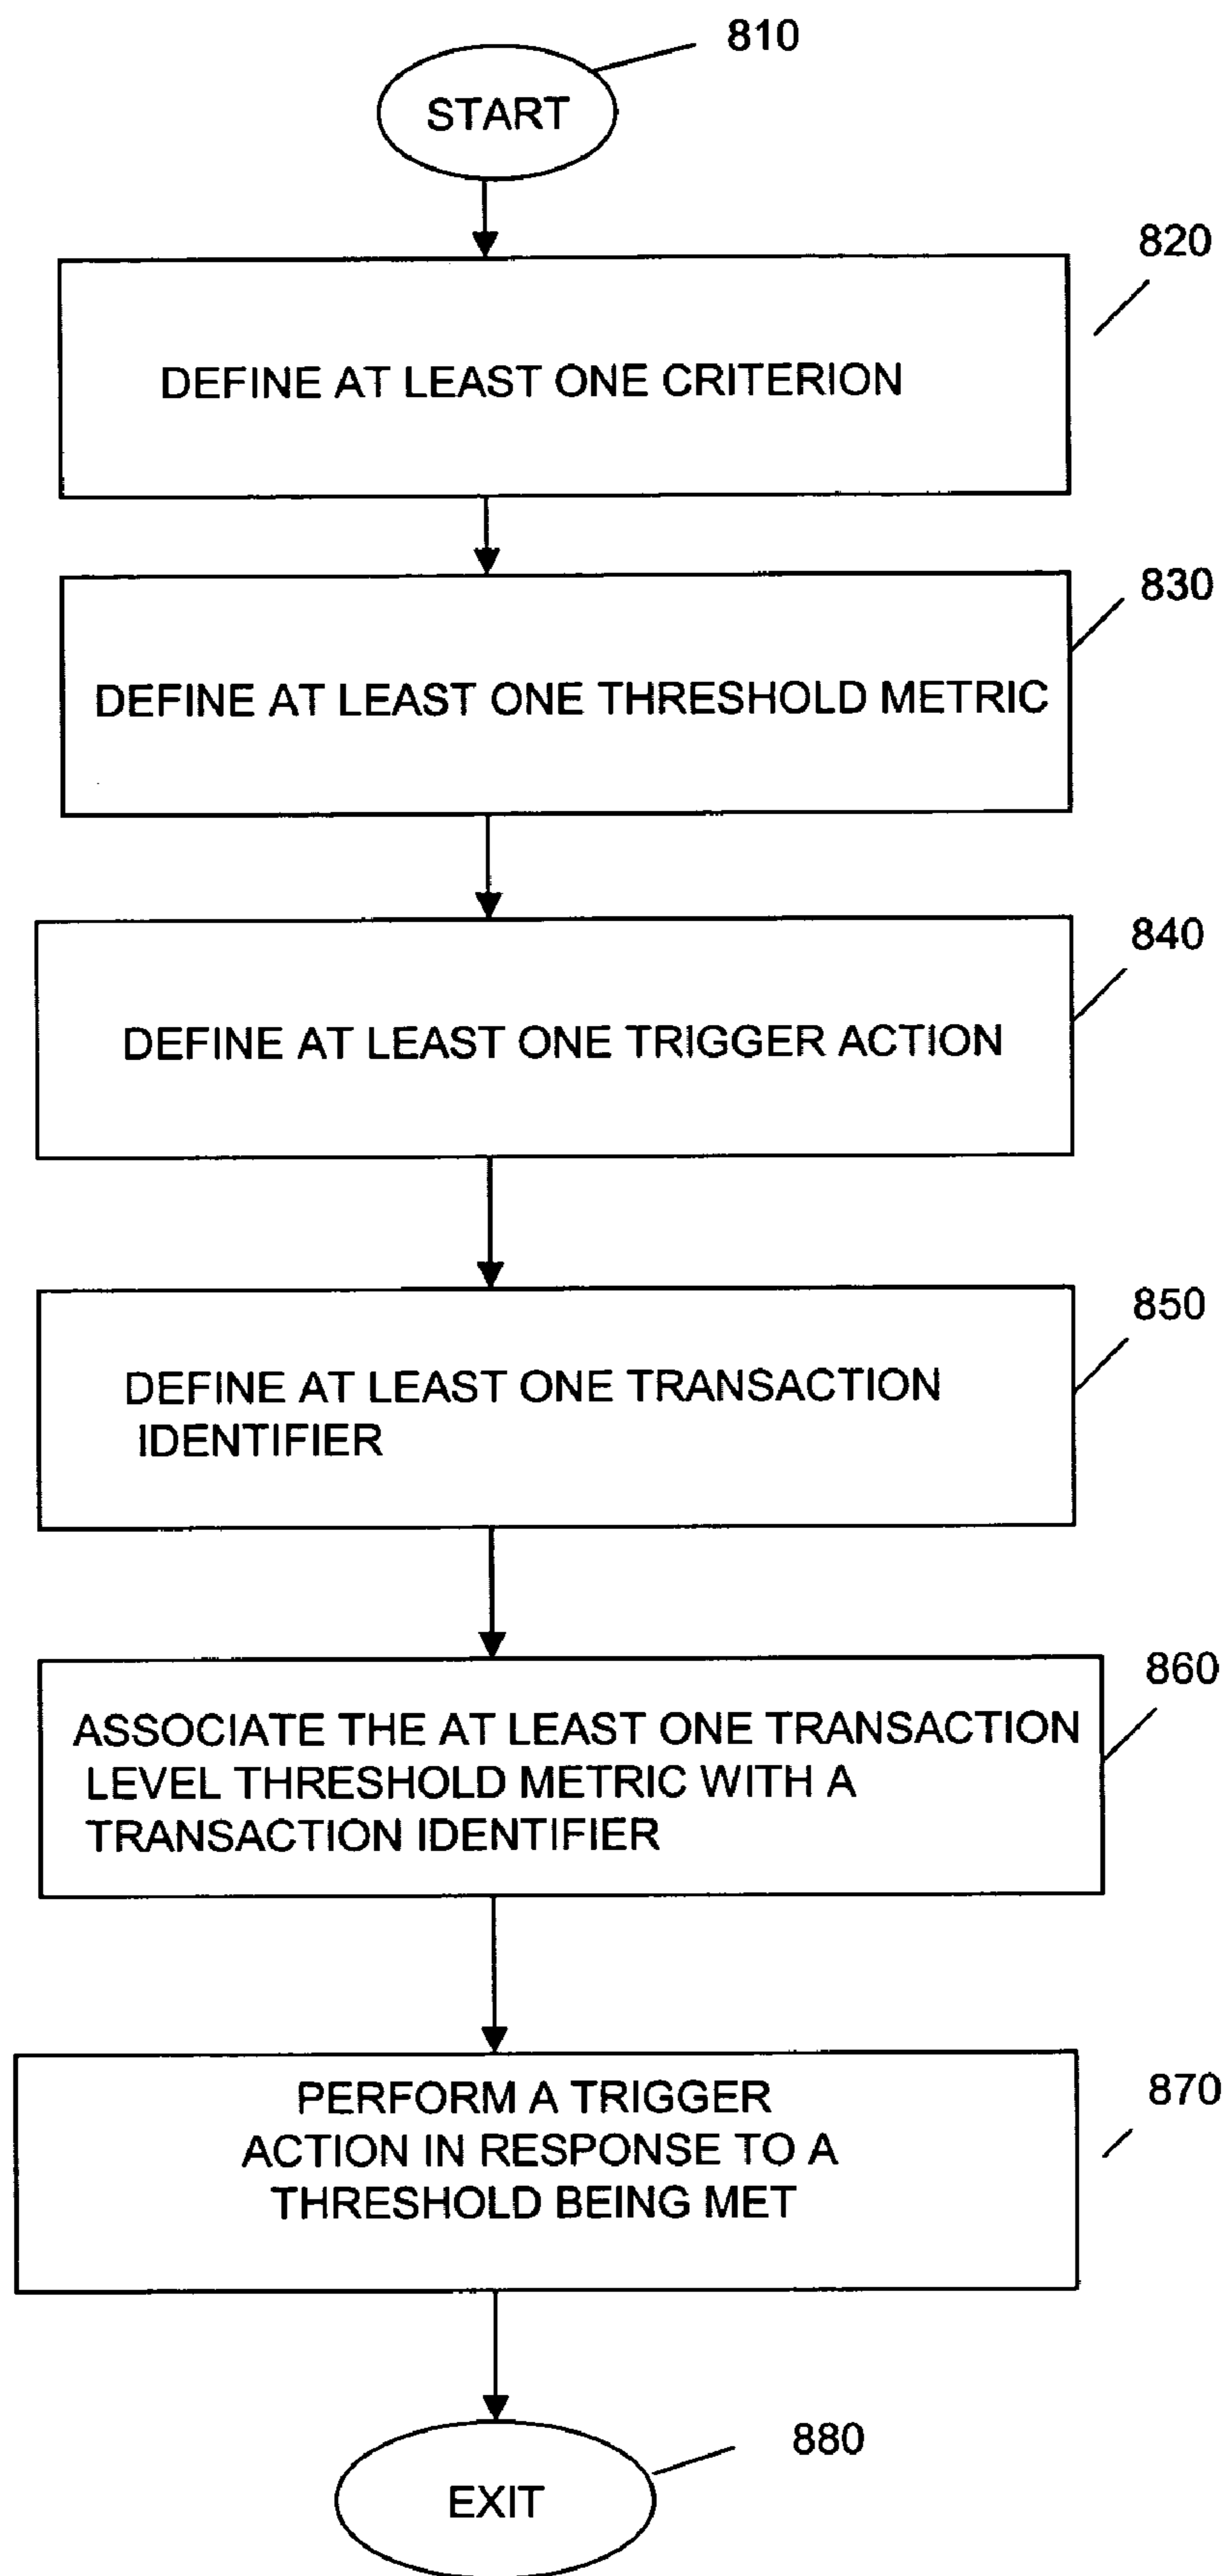 810
START
820
DEFINE AT LEAST ONE CRITERION
830
DEFINE AT LEAST ONE THRESHOLD METRIC
840
DEFINE AT LEAST ONE TRIGGER ACTION
850
DEFINE AT LEAST ONE TRANSACTION
IDENTIFIER
860
ASSOCIATE THE AT LEAST ONE TRANSACTION
LEVEL THRESHOLD METRIC WITH A
TRANSACTION IDENTIFIER
870
PERFORM A TRIGGER
ACTION IN RESPONSE TO A
THRESHOLD BEING MET
880
EXIT